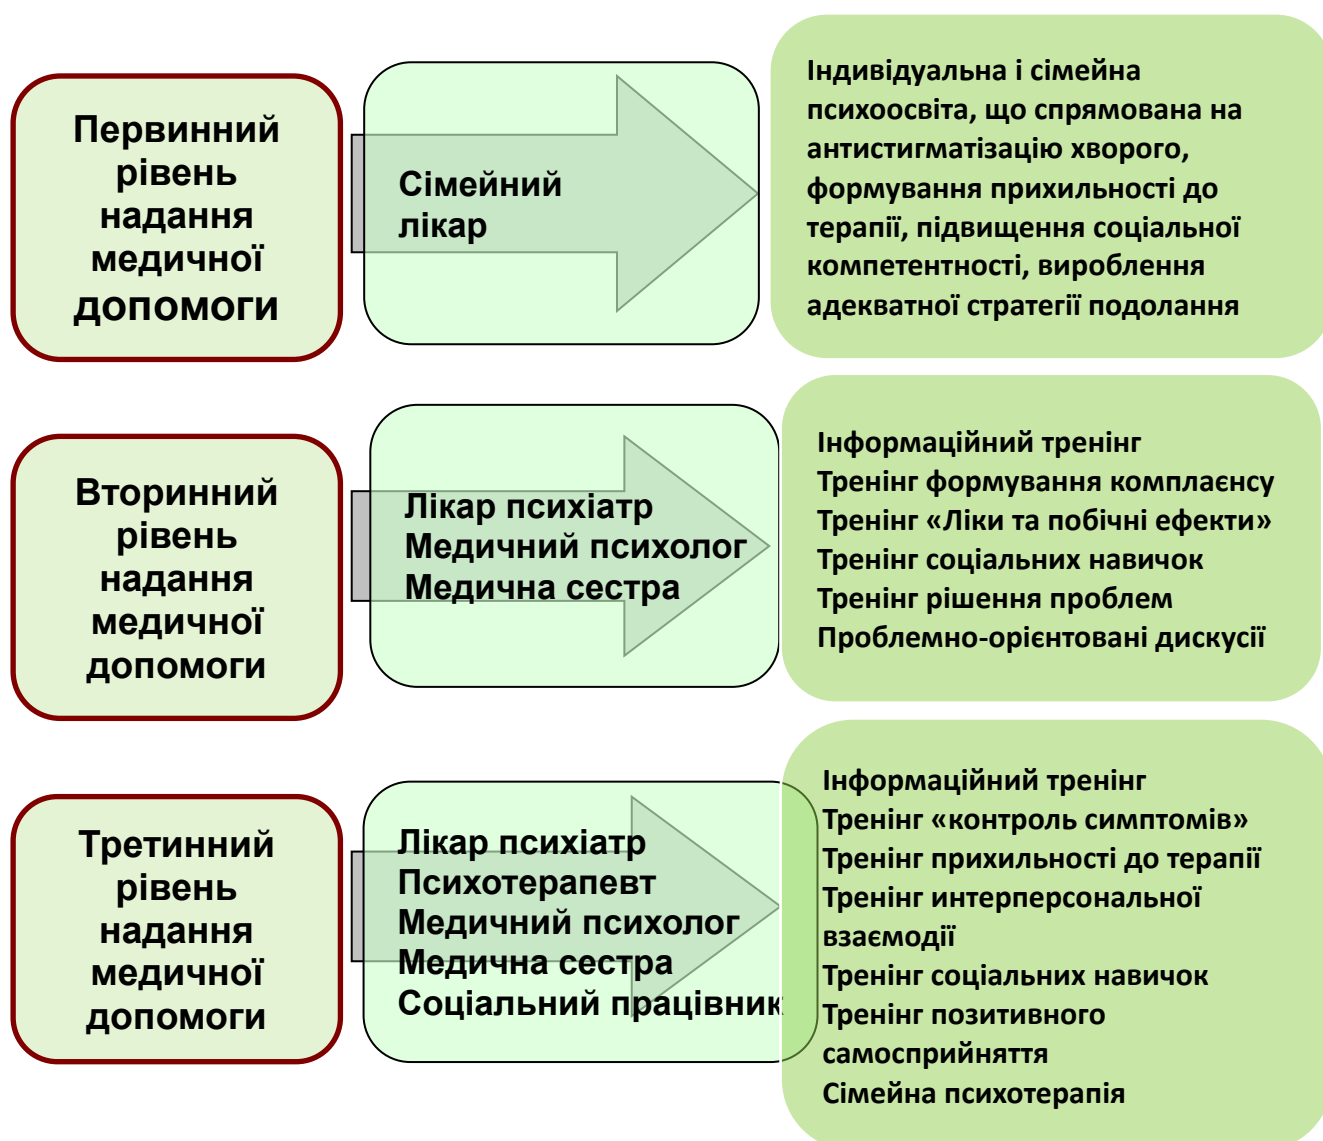 Первинний
рівень
надання
медичної
допомоги
Сімейний
лікар
Індивідуальна і сімейна
психоосвіта, що спрямована на
антистигматізацію хворого,
формування прихильності до
терапії, підвищення соціальної
компетентності, вироблення
адекватної стратегії подолання
Вторинний
рівень
надання
медичної
допомоги
Лікар психіатр
Медичний психолог
Медична сестра
Інформаційний тренінг
Тренінг формування комплаєнсу
Тренінг «Ліки та побічні ефекти»
Тренінг соціальних навичок
Тренінг рішення проблем
Проблемно-орієнтовані дискусії
Третинний
рівень
надання
медичної
допомоги
Лікар психіатр
Психотерапевт
Медичний психолог
Медична сестра
Соціальний працівник
Інформаційний тренінг
Тренінг «контроль симптомів»
Тренінг прихильності до терапії
Тренінг интерперсональної
взаємодії
Тренінг соціальних навичок
Тренінг позитивного
самосприйняття
Сімейна психотерапія